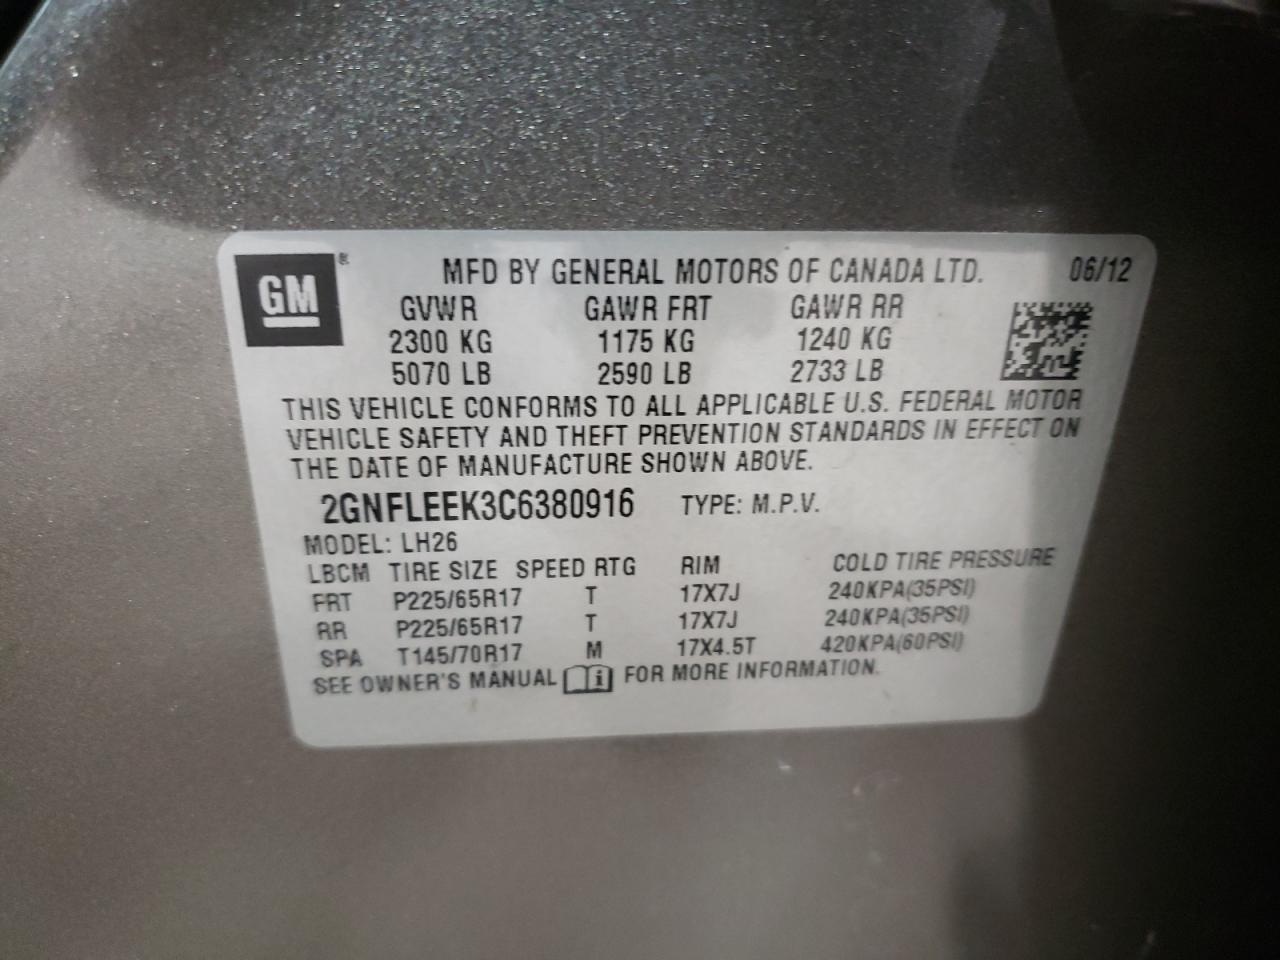 GM®
MFD BY GENERAL MOTORS OF CANADA LTD. 06/12
GVWR GAWR FRT GAWR RR
2300 KG 1175 KG 1240 KG
5070 LB 2590 LB 2733 LB
THIS VEHICLE CONFORMS TO ALL APPLICABLE U.S. FEDERAL MOTOR
VEHICLE SAFETY AND THEFT PREVENTION STANDARDS IN EFFECT ON
THE DATE OF MANUFACTURE SHOWN ABOVE.
2GNFLEEK3C6380916 TYPE: M.P.V.
MODEL: LH26
LBCM TIRE SIZE SPEED RTG RIM COLD TIRE PRESSURE
FRT P225/65R17 T 17X7J 240KPA(35PSI)
RR P225/65R17 T 17X7J 240KPA(35PSI)
SPA T145/70R17 M 17X4.5T 420KPA(60PSI)
SEE OWNER'S MANUAL i FOR MORE INFORMATION.